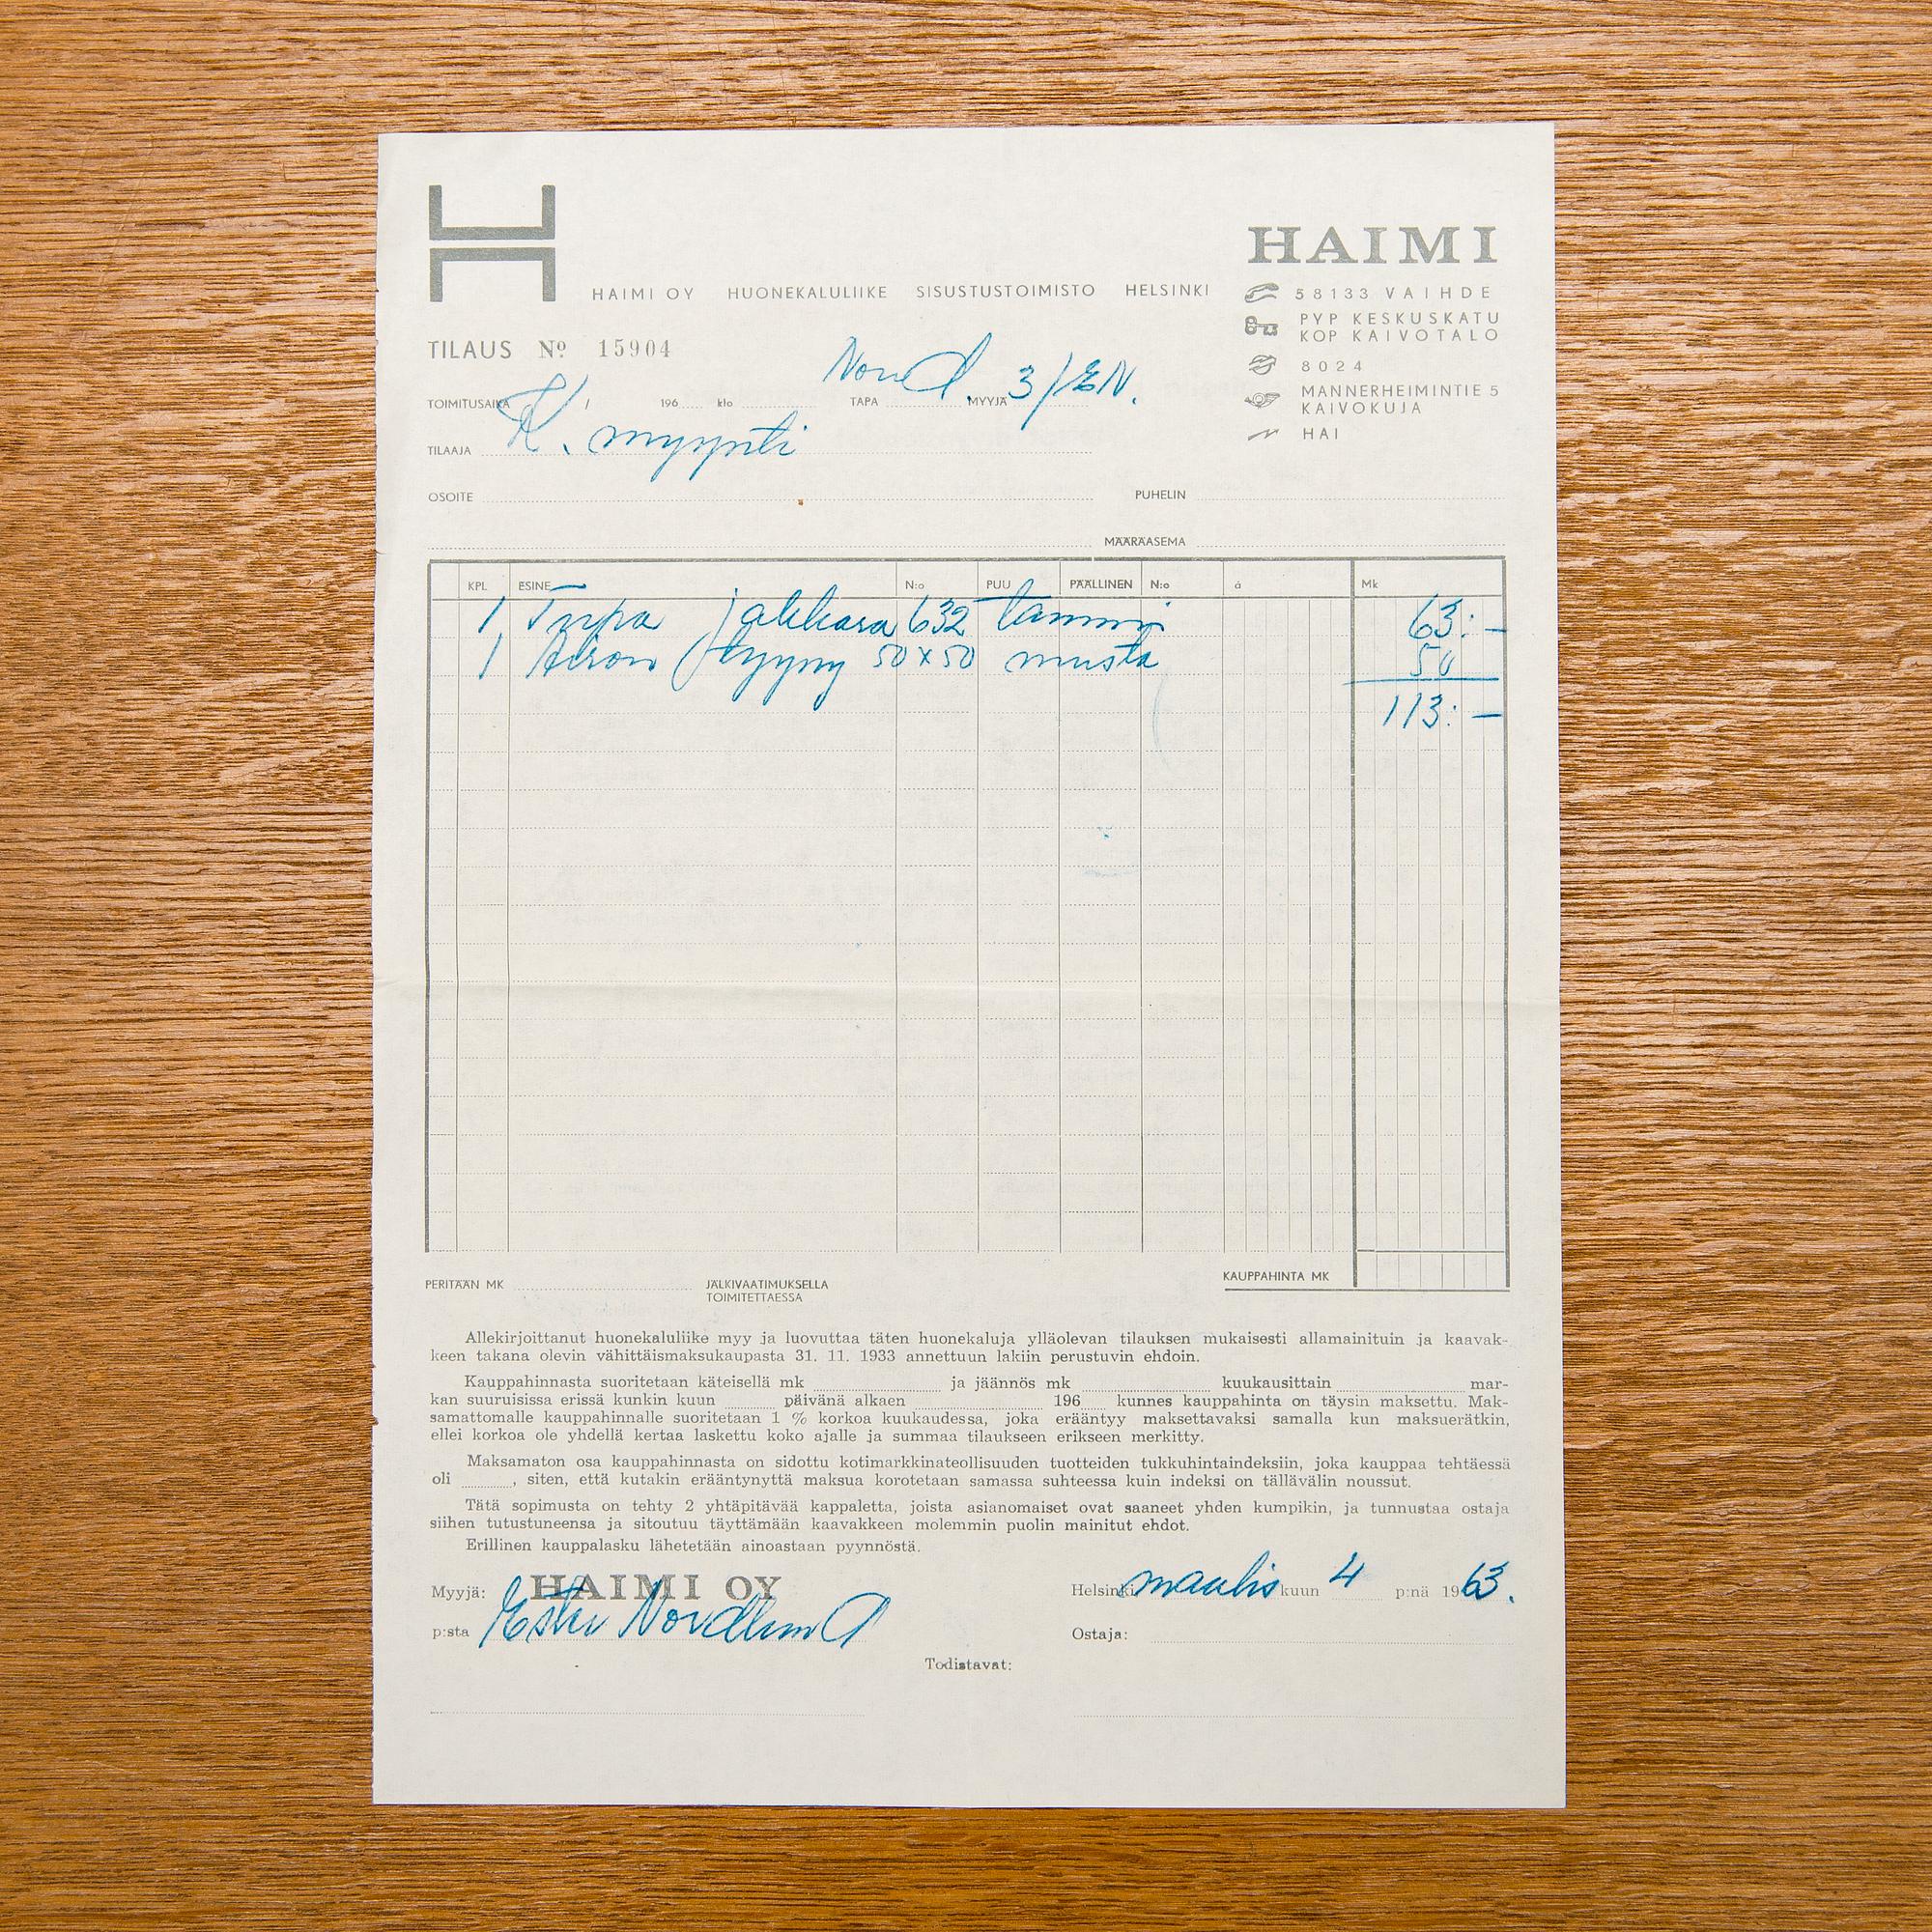 HAIMI
HAIMI OY HUONEKALULIIKE SISUSTUSTOIMISTO HELSINKI
58133 VAIHDE
PYP KESKUSKATU
KOP KAIVOTALO
8024
MANNERHEIMINTIE 5
KAIVOKUJA
HAI
TILAUS Nº 15904
Nord. 3/EN.
TOIMITUSAIKA / 196 klo TAPA MYYJÄ
TILAAJA K. myynti
OSOITE PUHELIN
MÄÄRÄASEMA
KPL ESINE N:o PUU PÄÄLLINEN N:o á Mk
1 jakkara 632 tammi 63:-
1 tyyny 50x50 musta 50
113:-
PERITÄÄN MK JÄLKIVAATIMUKSELLA KAUPPAHINTA MK
TOIMITETTAESSA
Allekirjoittanut huonekaluliike myy ja luovuttaa täten huonekaluja ylläolevan tilauksen mukaisesti allamainituin ja kaavak-
keen takana olevin vähittäismaksukaupasta 31. 11. 1933 annettuun lakiin perustuvin ehdoin.
Kauppahinnasta suoritetaan käteisellä mk ja jäännös mk kuukausittain mar-
kan suuruisissa erissä kunkin kuun päivänä alkaen 196 kunnes kauppahinta on täysin maksettu. Mak-
samattomalle kauppahinnalle suoritetaan 1 % korkoa kuukaudessa, joka erääntyy maksettavaksi samalla kun maksuerätkin,
ellei korkoa ole yhdellä kertaa laskettu koko ajalle ja summaa tilaukseen erikseen merkitty.
Maksamaton osa kauppahinnasta on sidottu kotimarkkinateollisuuden tuotteiden tukkuhintaindeksiin, joka kauppaa tehtäessä
oli , siten, että kutakin erääntynyttä maksua korotetaan samassa suhteessa kuin indeksi on tällävälin noussut.
Tätä sopimusta on tehty 2 yhtäpitävää kappaletta, joista asianomaiset ovat saaneet yhden kumpikin, ja tunnustaa ostaja
siihen tutustuneensa ja sitoutuu täyttämään kaavakkeen molemmin puolin mainitut ehdot.
Erillinen kauppalasku lähetetään ainoastaan pyynnöstä.
Myyjä: HAIMI OY Helsinki maalis kuun 4 p:nä 1963.
p:sta Ester Nordlund Ostaja:
Todistavat: